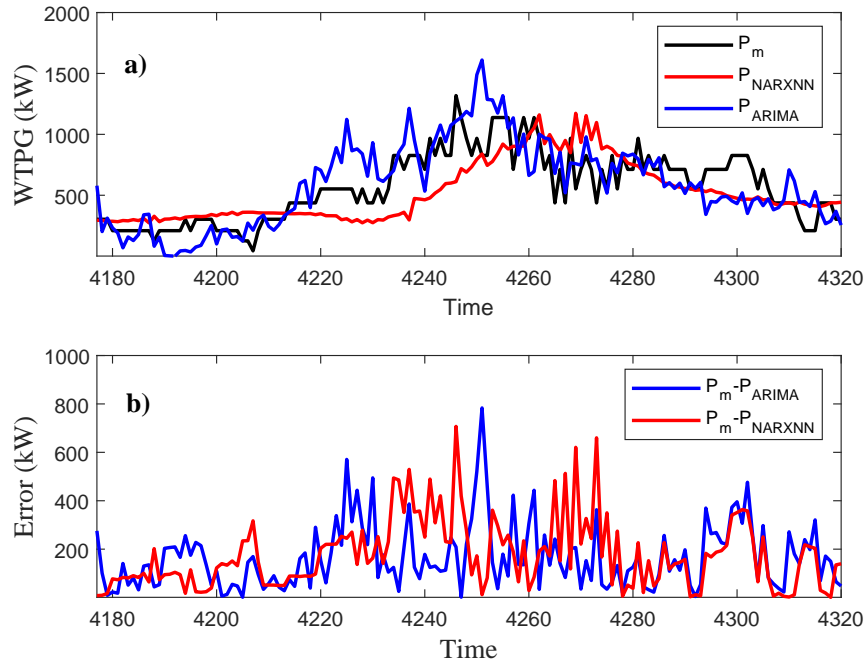 2000
1500
1000
500
WTPG (kW)
a)
P_m
P_NARXNN
P_ARIMA
4180 4200 4220 4240 4260 4280 4300 4320
Time
1000
800
600
400
200
Error (kW)
b)
P_m-P_ARIMA
P_m-P_NARXNN
4180 4200 4220 4240 4260 4280 4300 4320
Time